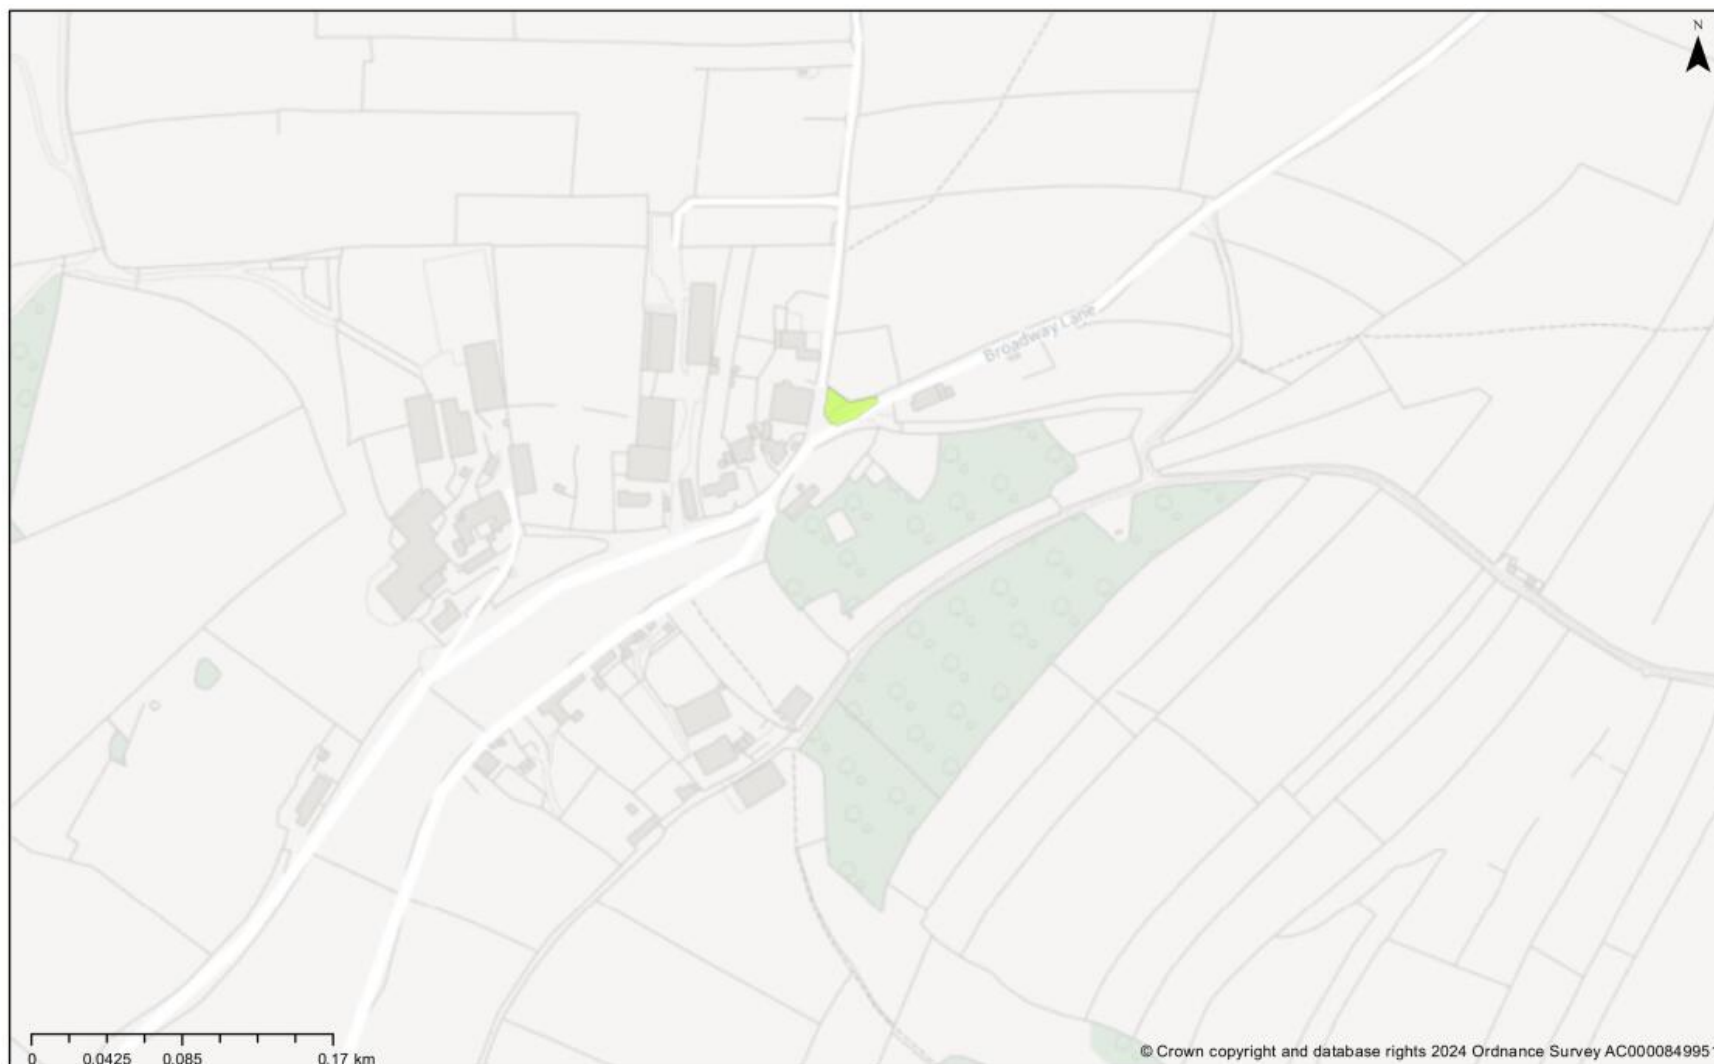 N
Broadway Lane
0 0.0425 0.085 0.17 km
© Crown copyright and database rights 2024 Ordnance Survey AC000084995